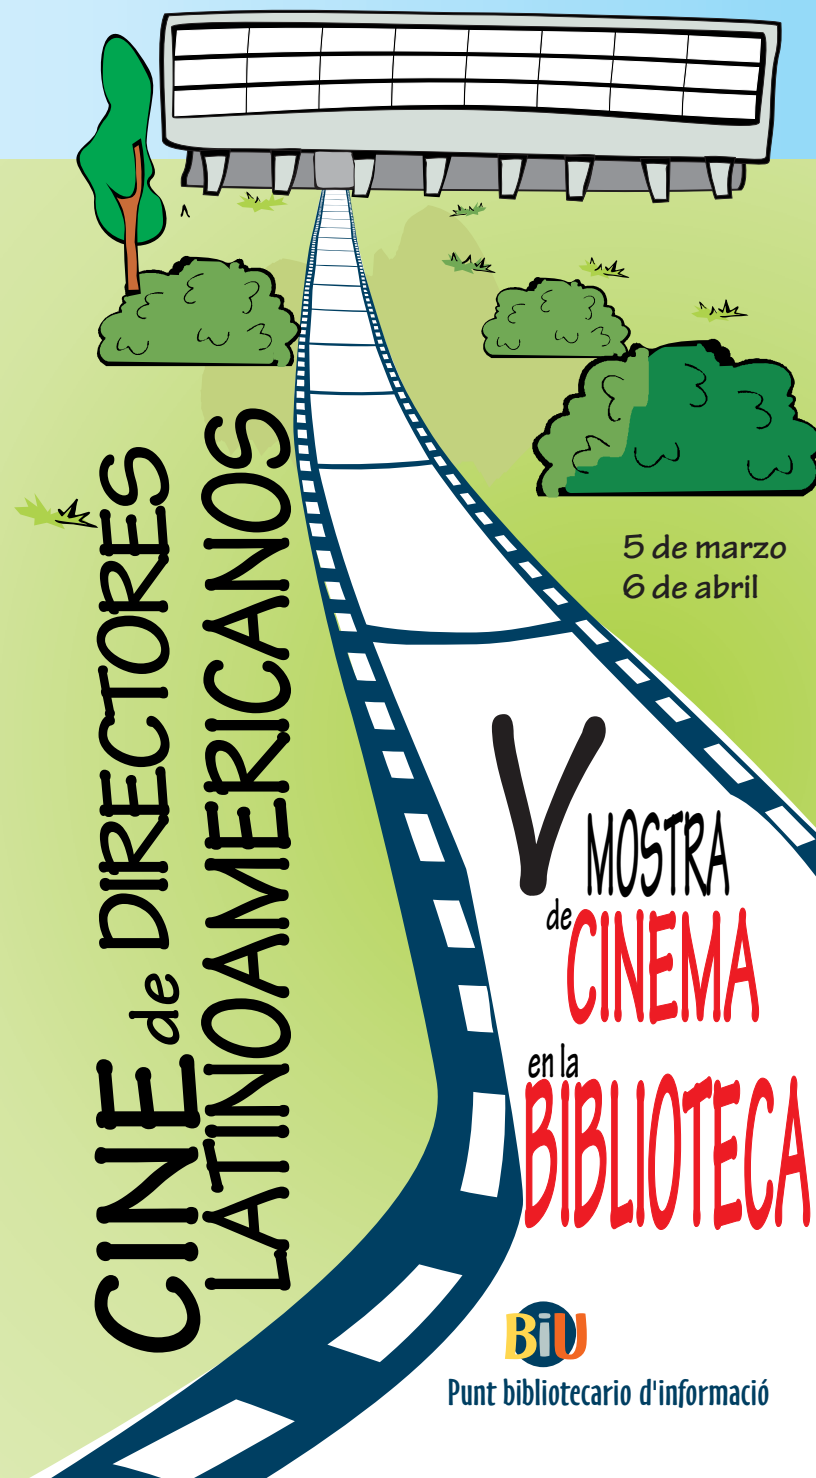 CINE de DIRECTORES
LATINOAMERICANOS
5 de marzo
6 de abril
V MOSTRA
de CINEMA
en la
BIBLIOTECA
BiU
Punt bibliotecario d'informació